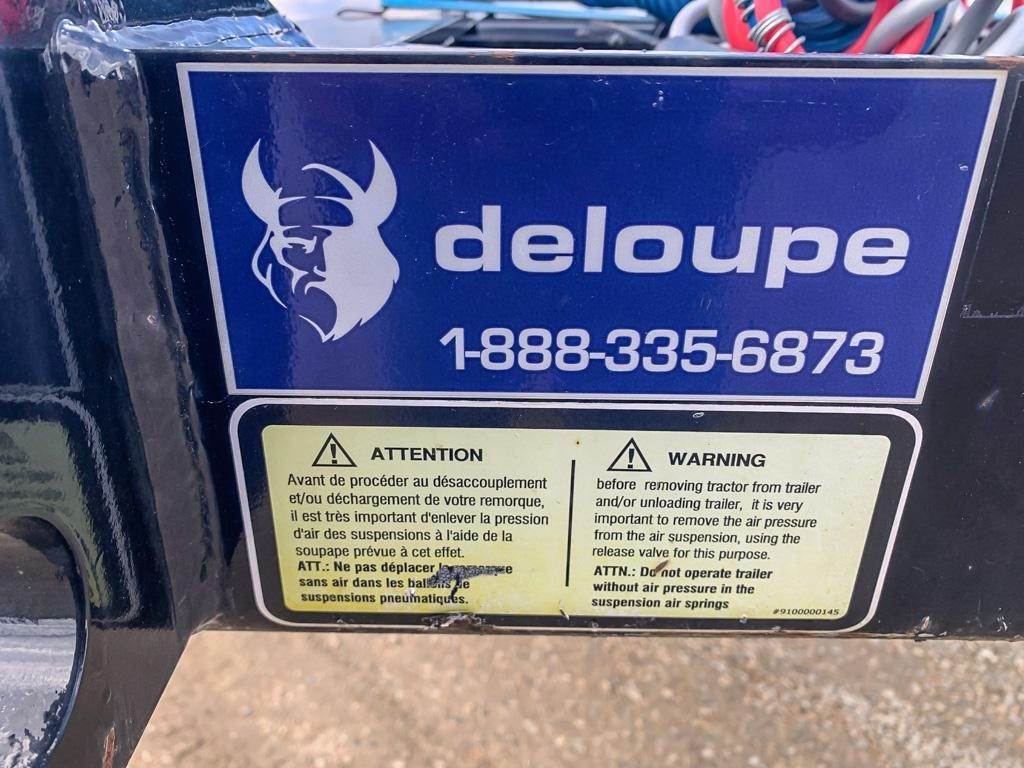 deloupe
1-888-335-6873
ATTENTION
Avant de procéder au désaccouplement
et/ou déchargement de votre remorque,
il est très important d'enlever la pression
d'air des suspensions à l'aide de la
soupape prévue à cet effet.
ATT.: Ne pas déplacer
sans air dans les de
suspensions pneumatiques.
WARNING
before removing tractor from trailer
and/or unloading trailer, it is very
important to remove the air pressure
from the air suspension, using the
release valve for this purpose.
ATTN.: Do not operate trailer
without air pressure in the
suspension air springs
#9100000145